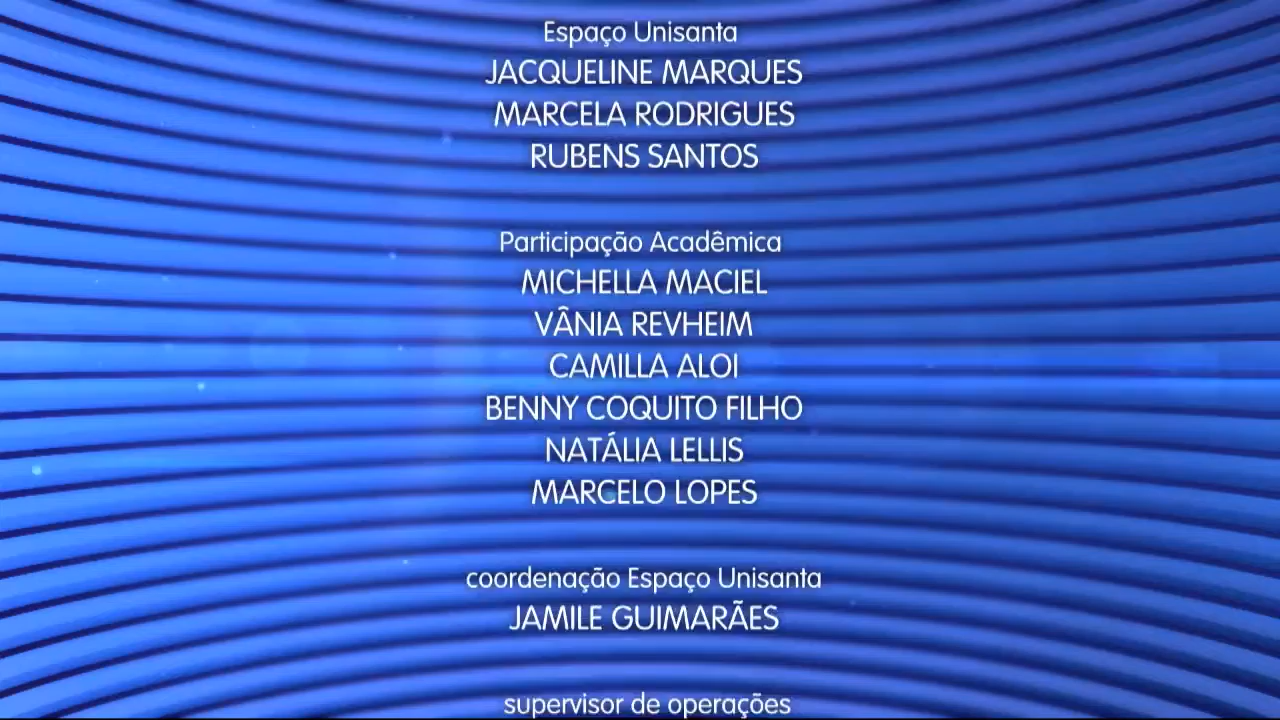 Espaço Unisanta
JACQUELINE MARQUES
MARCELA RODRIGUES
RUBENS SANTOS
Participação Acadêmica
MICHELLA MACIEL
VÂNIA REVHEIM
CAMILLA ALOI
BENNY COQUITO FILHO
NATÁLIA LELLIS
MARCELO LOPES
coordenação Espaço Unisanta
JAMILE GUIMARÃES
supervisor de operações